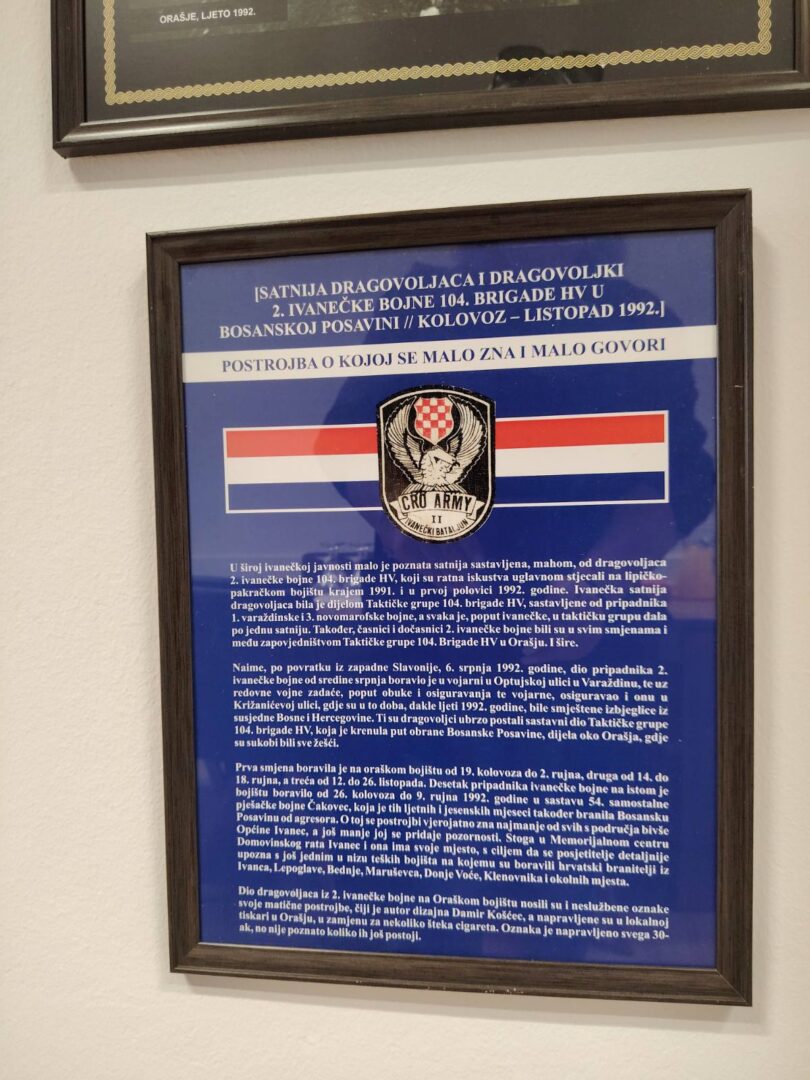 ORAŠJE, LJETO 1992.
[SATNIJA DRAGOVOLJACA I DRAGOVOLJKI
2. IVANEČKE BOJNE 104. BRIGADE HV U
BOSANSKOJ POSAVINI // KOLOVOZ – LISTOPAD 1992.]
POSTROJBA O KOJOJ SE MALO ZNA I MALO GOVORI
CRO ARMY
II
IVANEČKI BATALJUN
U široj ivanečkoj javnosti malo je poznata satnija sastavljena, mahom, od dragovoljaca
2. ivanečke bojne 104. brigade HV, koji su ratna iskustva uglavnom stjecali na lipičko-
pakračkom bojištu krajem 1991. i u prvoj polovici 1992. godine. Ivanečka satnija
dragovoljaca bila je dijelom Taktičke grupe 104. brigade HV, sastavljene od pripadnika
1. varaždinske i 3. novomarofske bojne, a svaka je, poput ivanečke, u taktičku grupu dala
po jednu satniju. Također, časnici i dočasnici 2. ivanečke bojne bili su u svim smjenama i
među zapovjedništvom Taktičke grupe 104. Brigade HV u Orašju. I šire.
Naime, po povratku iz zapadne Slavonije, 6. srpnja 1992. godine, dio pripadnika 2.
ivanečke bojne od sredine srpnja boravio je u vojarni u Optujskoj ulici u Varaždinu, te uz
redovne vojne zadaće, poput obuke i osiguravanja te vojarne, osiguravao i onu u
Križanićevoj ulici, gdje su u to doba, dakle ljeti 1992. godine, bile smještene izbjeglice iz
susjedne Bosne i Hercegovine. Ti su dragovoljci ubrzo postali sastavni dio Taktičke grupe
104. brigade HV, koja je krenula put obrane Bosanske Posavine, dijela oko Orašja, gdje
su sukobi bili sve žešći.
Prva smjena boravila je na oraškom bojištu od 19. kolovoza do 2. rujna, druga od 14. do
18. rujna, a treća od 12. do 26. listopada. Desetak pripadnika ivanečke bojne na istom je
bojištu boravilo od 26. kolovoza do 9. rujna 1992. godine u sastavu 54. samostalne
pješačke bojne Čakovec, koja je tih ljetnih i jesenskih mjeseci također branila Bosansku
Posavinu od agresora. O toj se postrojbi vjerojatno zna najmanje od svih s područja bivše
Općine Ivanec, a još manje joj se pridaje pozornosti. Stoga u Memorijalnom centru
Domovinskog rata Ivanec i ona ima svoje mjesto, s ciljem da se posjetitelje detaljnije
upozna s još jednim u nizu teških bojišta na kojemu su boravili hrvatski branitelji iz
Ivanca, Lepoglave, Bednje, Maruševca, Donje Voće, Klenovnika i okolnih mjesta.
Dio dragovoljaca iz 2. ivanečke bojne na Oraškom bojištu nosili su i neslužbene oznake
svoje matične postrojbe, čiji je autor dizajna Damir Košćec, a napravljene su u lokalnoj
tiskari u Orašju, u zamjenu za nekoliko šteka cigareta. Oznaka je napravljeno svega 30-
ak, no nije poznato koliko ih još postoji.